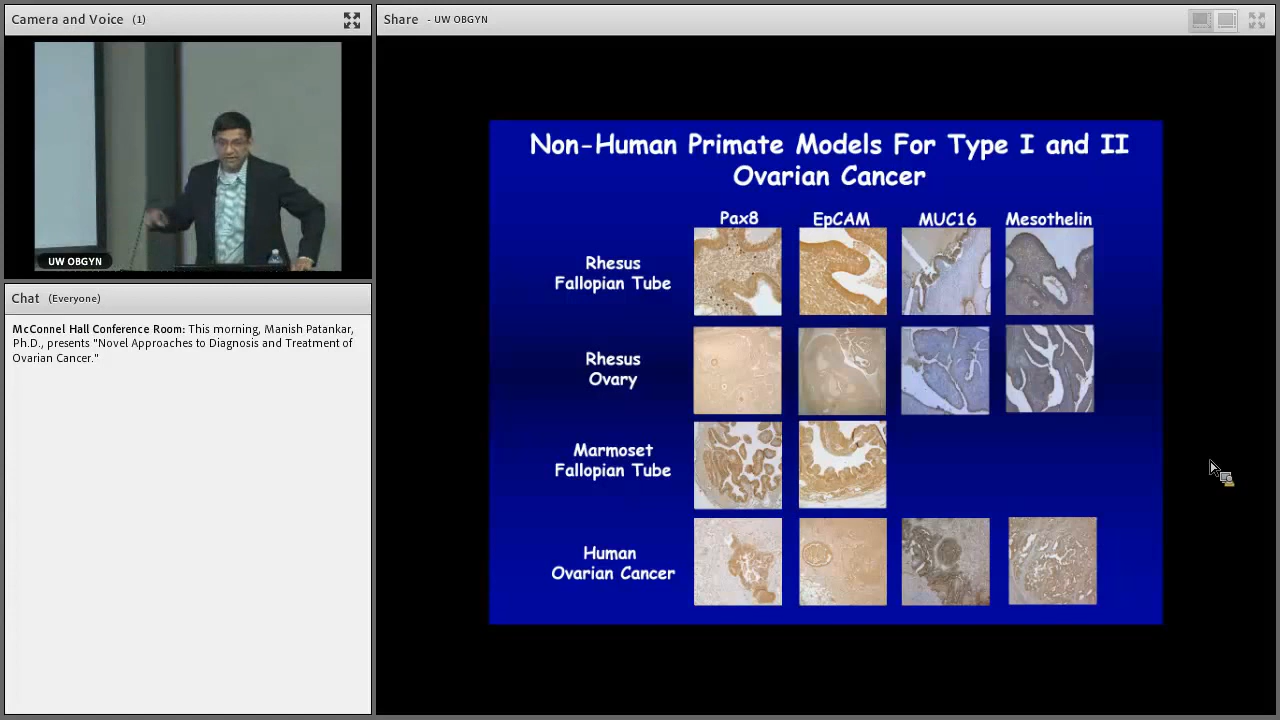 Camera and Voice (1)
UW OBGYN
Chat (Everyone)
McConnel Hall Conference Room: This morning, Manish Patankar,
Ph.D., presents "Novel Approaches to Diagnosis and Treatment of
Ovarian Cancer."
Share - UW OBGYN
Non-Human Primate Models For Type I and II
Ovarian Cancer
Pax8 EpCAM MUC16 Mesothelin
Rhesus
Fallopian Tube
Rhesus
Ovary
Marmoset
Fallopian Tube
Human
Ovarian Cancer